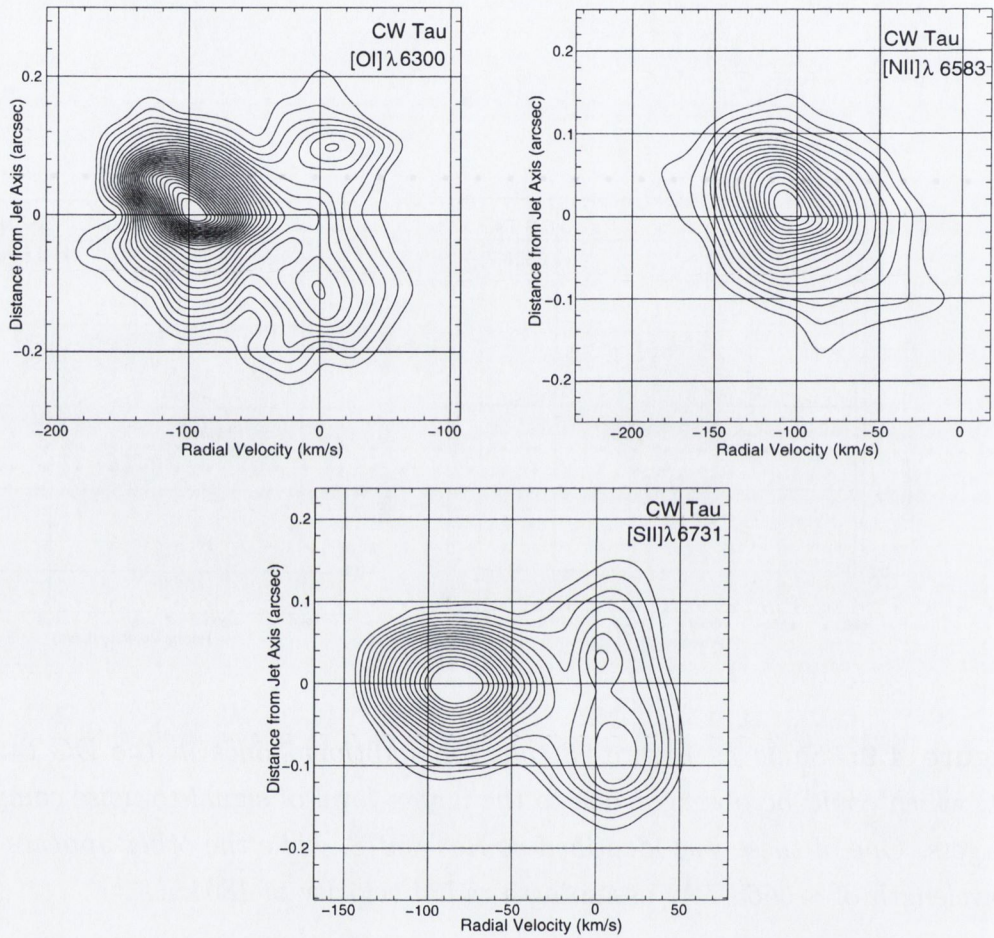 CW Tau
[OI]λ6300
0.2
0
−0.2
Distance from Jet Axis (arcsec)
−200
−100
0
−100
Radial Velocity (km/s)
CW Tau
[NII]λ 6583
0.2
0.1
0
−0.1
−0.2
Distance from Jet Axis (arcsec)
−200
−150
−100
−50
0
Radial Velocity (km/s)
CW Tau
[SII]λ6731
0.2
0.1
0
−0.1
−0.2
Distance from Jet Axis (arcsec)
−150
−100
−50
0
50
Radial Velocity (km/s)